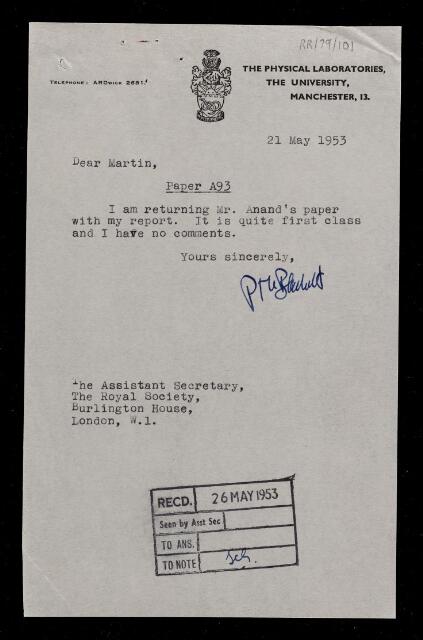 RR/79/101
TELEPHONE: ARDWICK 2681.
THE PHYSICAL LABORATORIES,
THE UNIVERSITY,
MANCHESTER, 13.
21 May 1953
Dear Martin,
Paper A93
I am returning Mr. Anand's paper
with my report. It is quite first class
and I have no comments.
Yours sincerely,
P M S Blackett
The Assistant Secretary,
The Royal Society,
Burlington House,
London, W.1.
RECD. 26 MAY 1953
Seen by Asst Sec
TO ANS.
TO NOTE